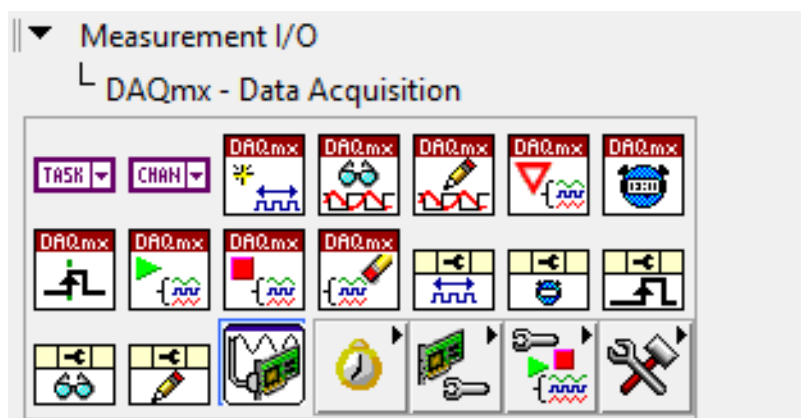 Measurement I/O
DAQmx - Data Acquisition
TASK CHAN DAQmx DAQmx DAQmx DAQmx DAQmx
DAQmx DAQmx DAQmx DAQmx